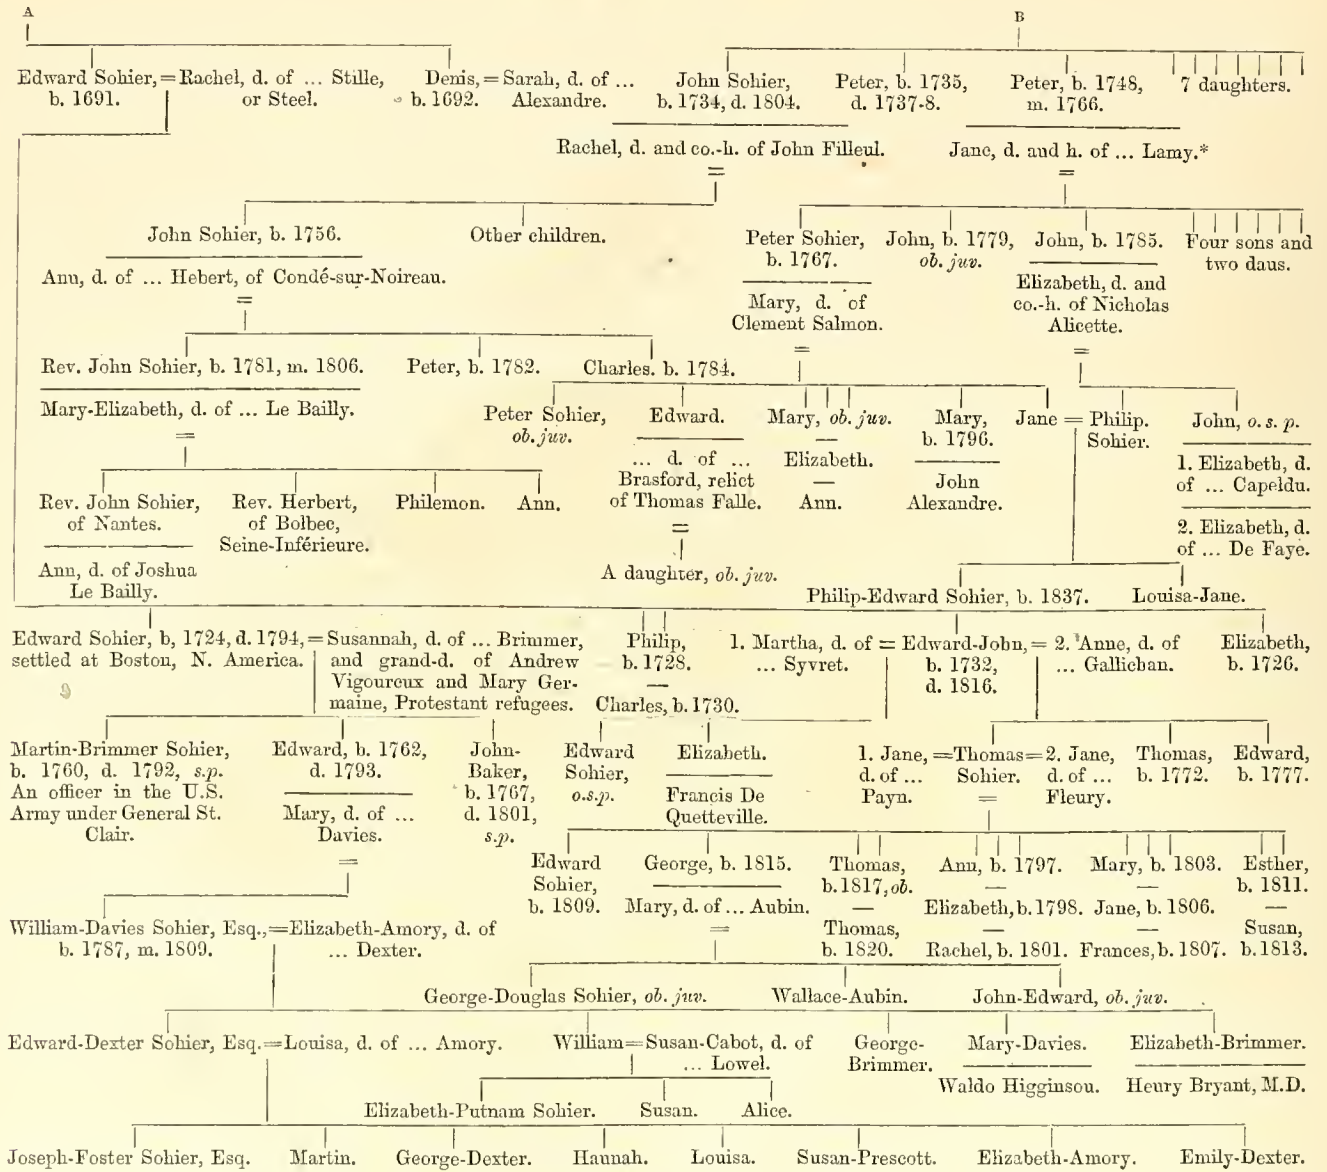 A
B
Edward Sohier, = Rachel, d. of ... Stille,
b. 1691.
or Steel.
Denis, = Sarah, d. of ...
b. 1692. Alexandre.
John Sohier,
b. 1734, d. 1804.
Peter, b. 1735,
d. 1737-8.
Peter, b. 1748,
m. 1766.
7 daughters.
Rachel, d. and co.-h. of John Filleul.
=
Jane, d. and h. of ... Lamy.*
=
John Sohier, b. 1756.
Other children.
Ann, d. of ... Hebert, of Condé-sur-Noireau.
=
Peter Sohier,
b. 1767.
Mary, d. of
Clement Salmon.
=
John, b. 1779,
ob. juv.
John, b. 1785.
Elizabeth, d. and
co.-h. of Nicholas
Alicette.
=
Four sons and
two daus.
Rev. John Sohier, b. 1781, m. 1806.
Peter, b. 1782.
Charles. b. 1784.
Mary-Elizabeth, d. of ... Le Bailly.
=
Peter Sohier,
ob. juv.
Edward.
... d. of ...
Brasford, relict
of Thomas Falle.
=
A daughter, ob. juv.
Mary, ob. juv.
—
Elizabeth.
—
Ann.
Mary,
b. 1796.
John
Alexandre.
Jane = Philip.
Sohier.
John, o. s. p.
1. Elizabeth, d.
of ... Capeldu.
2. Elizabeth, d.
of ... De Faye.
Rev. John Sohier,
of Nantes.
Ann, d. of Joshua
Le Bailly.
Rev. Herbert,
of Bolbec,
Seine-Inférieure.
Philemon.
Ann.
Philip-Edward Sohier, b. 1837.
Louisa-Jane.
Edward Sohier, b, 1724, d. 1794, = Susannah, d. of ... Brimmer,
settled at Boston, N. America.
and grand-d. of Andrew
Vigoureux and Mary Ger-
maine, Protestant refugees.
Philip,
b. 1728.
—
Charles, b. 1730.
1. Martha, d. of = Edward-John, = 2. Anne, d. of
... Syvret.
b. 1732,
d. 1816.
... Gallichan.
Elizabeth,
b. 1726.
Martin-Brimmer Sohier,
b. 1760, d. 1792, s.p.
An officer in the U.S.
Army under General St.
Clair.
Edward, b. 1762,
d. 1793.
Mary, d. of ...
Davies.
=
John-
Baker,
b. 1767,
d. 1801,
s.p.
Edward
Sohier,
o.s.p.
Elizabeth.
Francis De
Quetteville.
1. Jane, =Thomas= 2. Jane,
d. of ... Sohier. d. of ...
Payn. = Fleury.
Thomas,
b. 1772.
Edward,
b. 1777.
Edward
Sohier,
b. 1809.
George, b. 1815.
Mary, d. of ... Aubin.
=
Thomas,
b. 1817, ob.
—
Thomas,
b. 1820.
Ann, b. 1797.
—
Elizabeth, b. 1798.
—
Rachel, b. 1801.
Mary, b. 1803.
—
Jane, b. 1806.
—
Frances, b. 1807.
Esther,
b. 1811.
—
Susan,
b. 1813.
William-Davies Sohier, Esq., =Elizabeth-Amory, d. of
b. 1787, m. 1809.
... Dexter.
George-Douglas Sohier, ob. juv.
Wallace-Aubin.
John-Edward, ob. juv.
Edward-Dexter Sohier, Esq.=Louisa, d. of ... Amory.
William=Susan-Cabot, d. of
... Lowel.
George-
Brimmer.
Mary-Davies.
Waldo Higginson.
Elizabeth-Brimmer.
Henry Bryant, M.D.
Elizabeth-Putnam Sohier.
Susan.
Alice.
Joseph-Foster Sohier, Esq.
Martin.
George-Dexter.
Hannah.
Louisa.
Susan-Prescott.
Elizabeth-Amory.
Emily-Dexter.